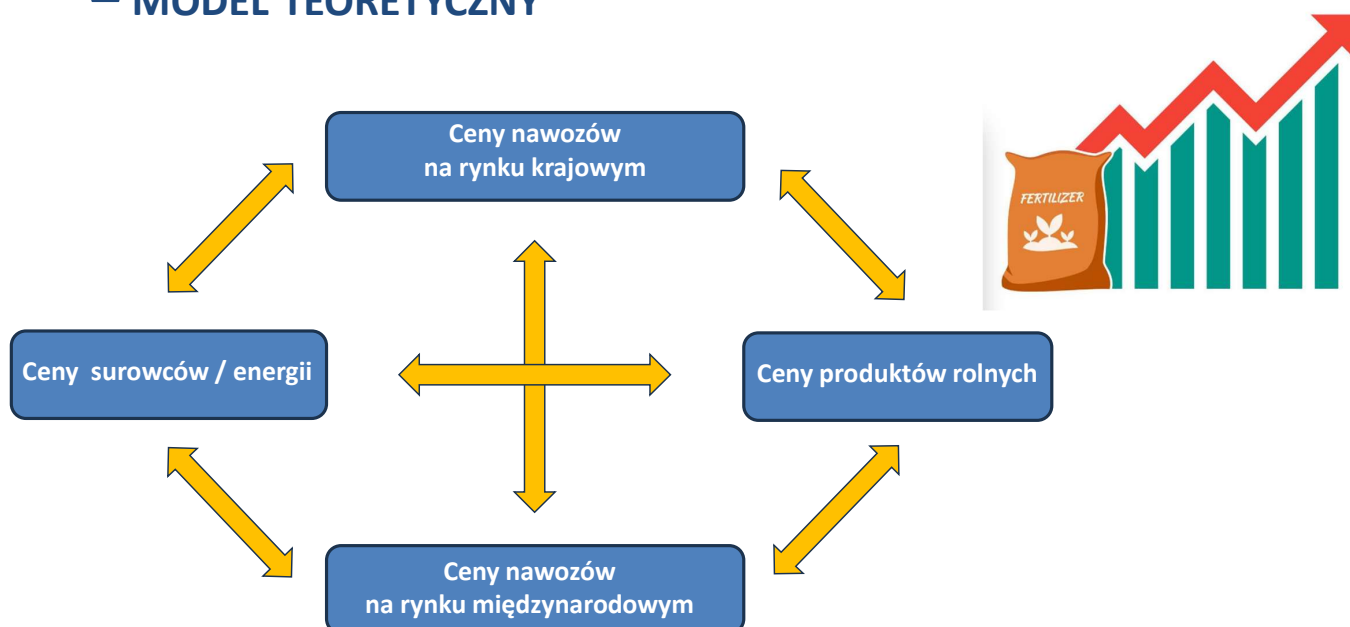 – MODEL TEORETYCZNY
Ceny nawozów
na rynku krajowym
FERTILIZER
Ceny surowców / energii
Ceny produktów rolnych
Ceny nawozów
na rynku międzynarodowym